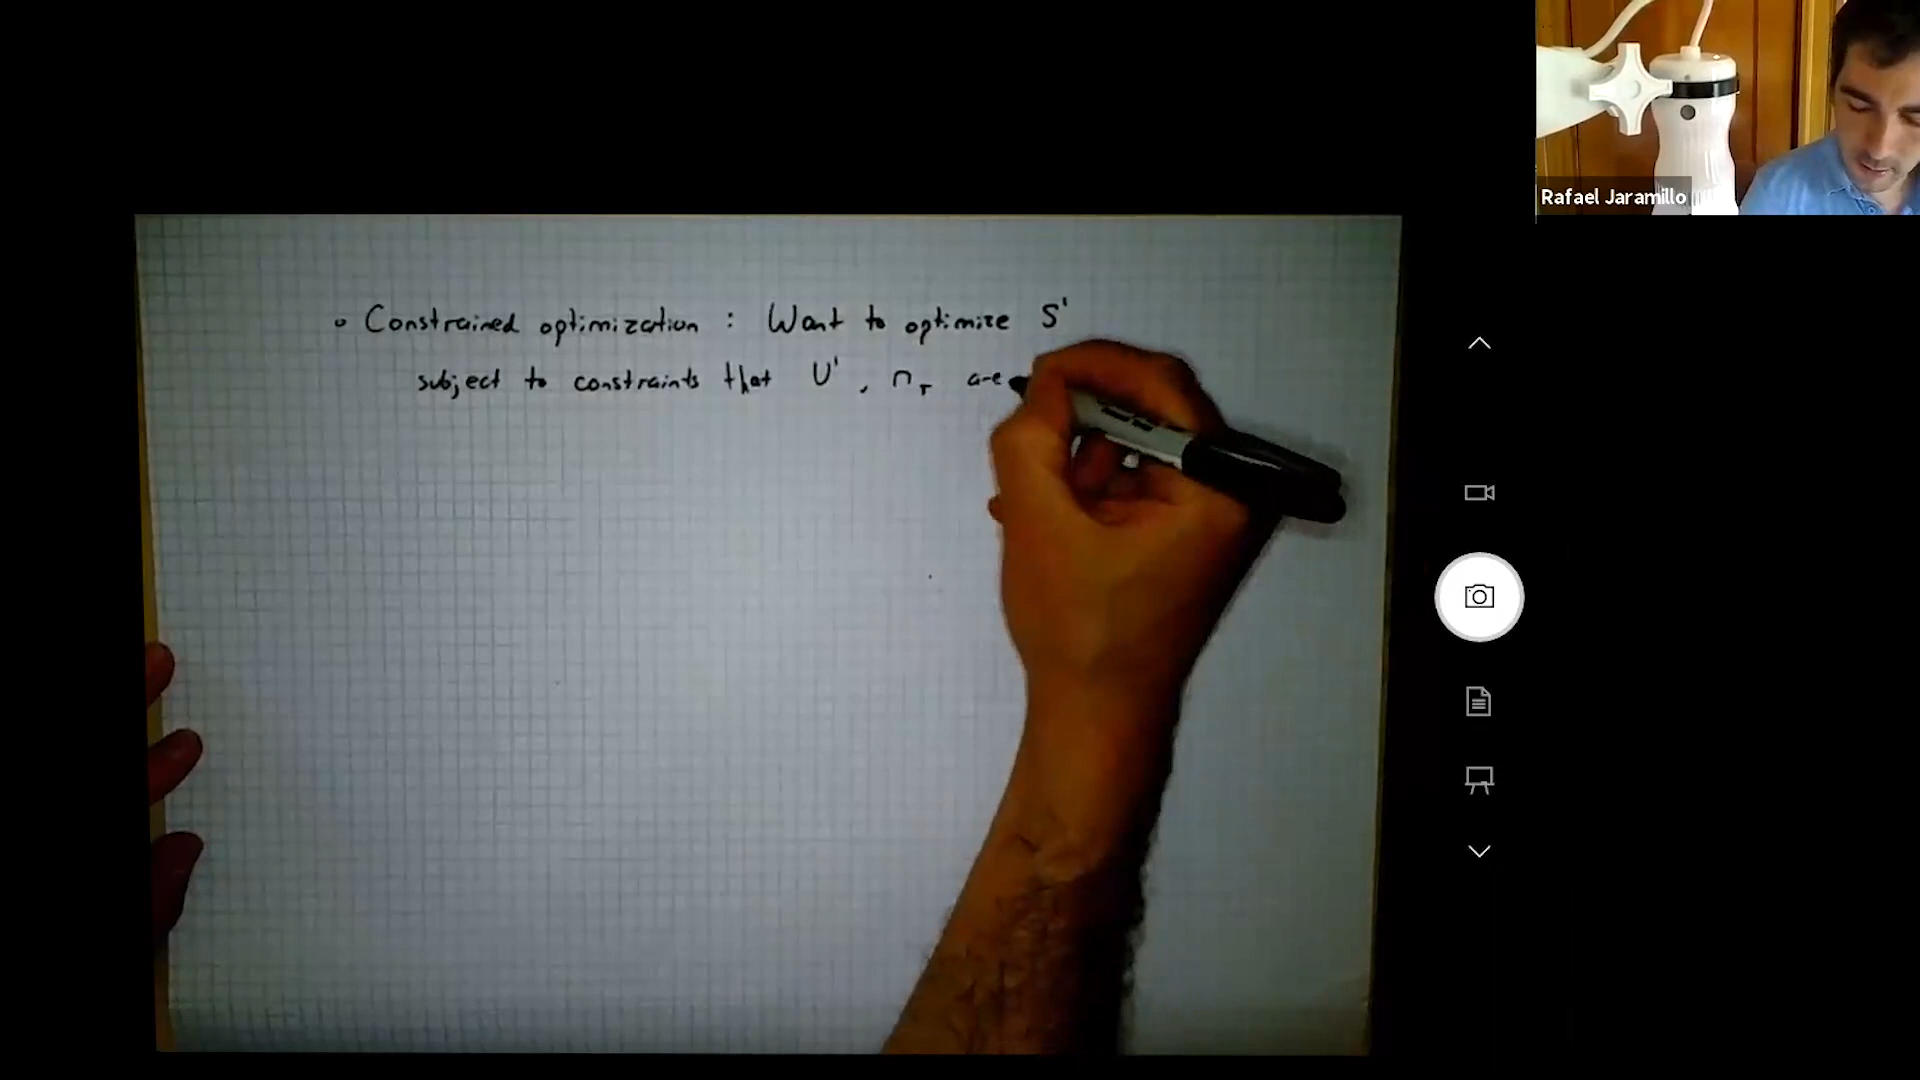 Rafael Jaramillo
◦ Constrained optimization : Want to optimize S'
subject to constraints that U' , n_T are